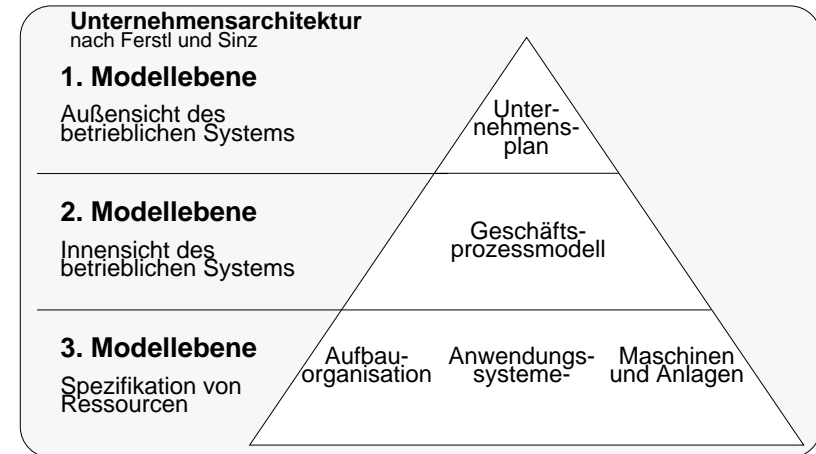 Unternehmensarchitektur
nach Ferstl und Sinz
1. Modellebene
Außensicht des
betrieblichen Systems
Unter-
nehmens-
plan
2. Modellebene
Innensicht des
betrieblichen Systems
Geschäfts-
prozessmodell
3. Modellebene
Spezifikation von
Ressourcen
Aufbau-
organisation
Anwendungs-
systeme-
Maschinen
und Anlagen